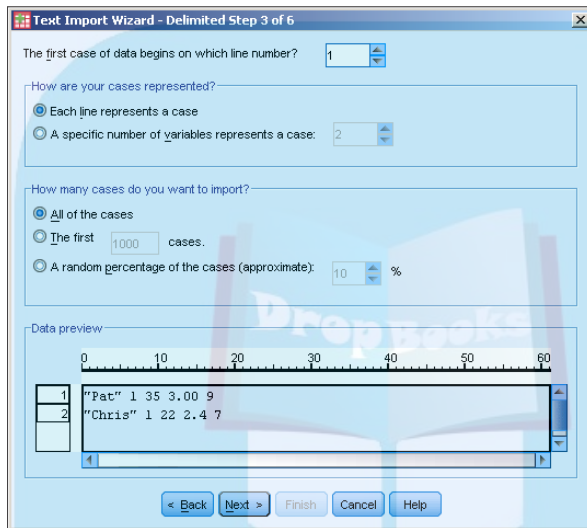 Text Import Wizard - Delimited Step 3 of 6
The first case of data begins on which line number? 1
How are your cases represented?
Each line represents a case
A specific number of variables represents a case: 2
How many cases do you want to import?
All of the cases
The first 1000 cases.
A random percentage of the cases (approximate): 10 %
DropBooks
Data preview
0 10 20 30 40 50 61
1 "Pat" 1 35 3.00 9
2 "Chris" 1 22 2.4 7
< Back Next > Finish Cancel Help